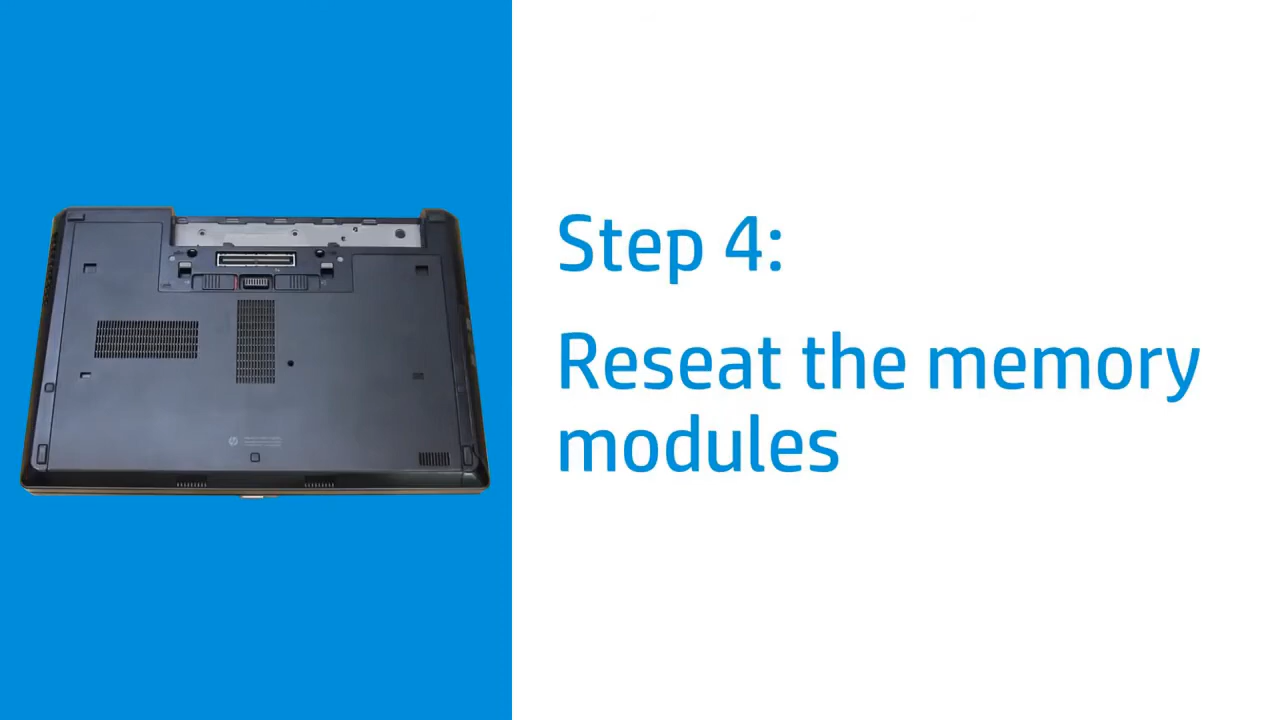 Step 4:
Reseat the memory
modules